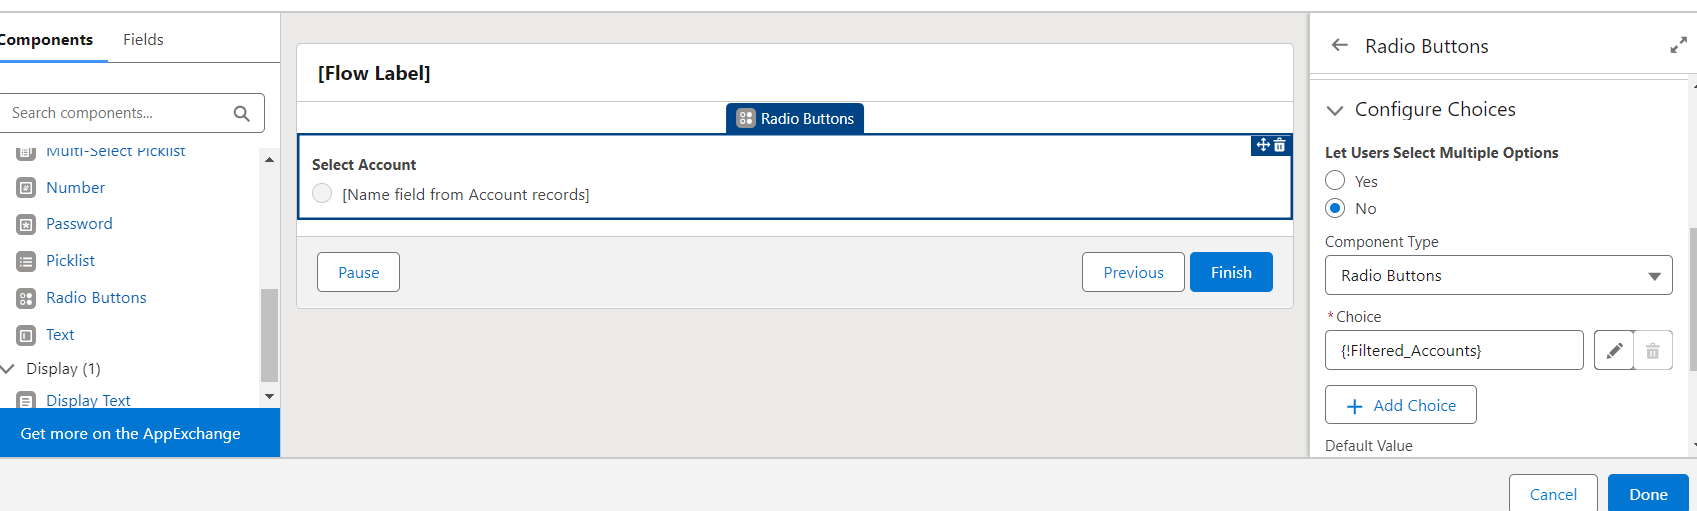 Components
Fields
Search components...
Multi-Select Picklist
Number
Password
Picklist
Radio Buttons
Text
Display (1)
Display Text
Get more on the AppExchange
[Flow Label]
Radio Buttons
Select Account
[Name field from Account records]
Pause
Previous
Finish
Radio Buttons
Configure Choices
Let Users Select Multiple Options
Yes
No
Component Type
Radio Buttons
*Choice
{!Filtered_Accounts}
+ Add Choice
Default Value
Cancel
Done